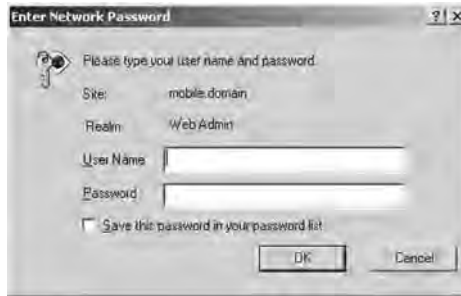 Enter Network Password
Please type your user name and password.
Site: mobile.domain
Realm Web Admin
User Name
Password
Save this password in your password list
OK Cancel